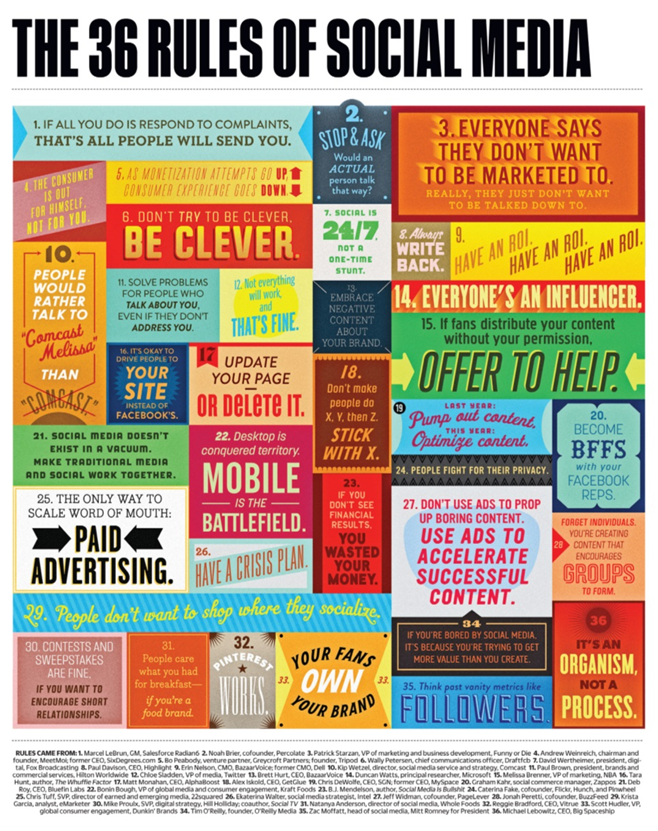 THE 36 RULES OF SOCIAL MEDIA
1. IF ALL YOU DO IS RESPOND TO COMPLAINTS,
THAT'S ALL PEOPLE WILL SEND YOU.
2.
STOP & ASK
Would an
ACTUAL
person talk
that way?
3. EVERYONE SAYS
THEY DON'T WANT
TO BE MARKETED TO.
REALLY, THEY JUST DON'T WANT
TO BE TALKED DOWN TO.
4. THE CONSUMER
IS OUT
FOR HIMSELF,
NOT FOR YOU.
5. AS MONETIZATION ATTEMPTS GO UP,
CONSUMER EXPERIENCE GOES DOWN.
6. DON'T TRY TO BE CLEVER,
BE CLEVER.
7. SOCIAL IS
24/7,
NOT A
ONE-TIME
STUNT.
8. Always
WRITE
BACK.
9.
HAVE AN ROI.
HAVE AN ROI.
HAVE AN ROI.
10.
PEOPLE
WOULD
RATHER
TALK TO
"Comcast
Melissa"
THAN
"COMCAST."
11. SOLVE PROBLEMS
FOR PEOPLE WHO
TALK ABOUT YOU,
EVEN IF THEY DON'T
ADDRESS YOU.
12. Not everything
will work,
and
THAT'S FINE.
13.
EMBRACE
NEGATIVE
CONTENT
ABOUT
YOUR BRAND.
14. EVERYONE'S AN INFLUENCER.
15. If fans distribute your content
without your permission,
OFFER TO HELP.
16. IT'S OKAY TO
DRIVE PEOPLE TO
YOUR
SITE
INSTEAD OF
FACEBOOK'S.
17 UPDATE
YOUR PAGE
OR DELETE IT.
18.
Don't make
people do
X, Y, then Z.
STICK
WITH X.
19
LAST YEAR:
Pump out content.
THIS YEAR:
Optimize content.
20.
BECOME
BFFS
with your
FACEBOOK
REPS.
21. SOCIAL MEDIA DOESN'T
EXIST IN A VACUUM.
MAKE TRADITIONAL MEDIA
AND SOCIAL WORK TOGETHER.
22. Desktop is
conquered territory.
MOBILE
IS THE
BATTLEFIELD.
23.
IF YOU
DON'T SEE
FINANCIAL
RESULTS,
YOU
WASTED
YOUR
MONEY.
24. PEOPLE FIGHT FOR THEIR PRIVACY.
25. THE ONLY WAY TO
SCALE WORD OF MOUTH:
PAID
ADVERTISING.
26.
HAVE A CRISIS PLAN.
27. DON'T USE ADS TO PROP
UP BORING CONTENT.
USE ADS TO
ACCELERATE
SUCCESSFUL
CONTENT.
28
FORGET INDIVIDUALS.
YOU'RE CREATING
CONTENT THAT
ENCOURAGES
GROUPS
TO FORM.
29. People don't want to shop where they socialize.
30. CONTESTS AND
SWEEPSTAKES
ARE FINE,
IF YOU WANT TO
ENCOURAGE SHORT
RELATIONSHIPS.
31.
People care
what you had
for breakfast—
if you're a
food brand.
32.
PINTEREST
WORKS.
33.
YOUR FANS
OWN
YOUR BRAND
33.
34
IF YOU'RE BORED BY SOCIAL MEDIA,
IT'S BECAUSE YOU'RE TRYING TO GET
MORE VALUE THAN YOU CREATE.
35. Think past vanity metrics like
FOLLOWERS.
36
IT'S AN
ORGANISM,
NOT A
PROCESS.
RULES CAME FROM: 1. Marcel LeBrun, GM, Salesforce Radian6 2. Noah Brier, cofounder, Percolate 3. Patrick Starzan, VP of marketing and business development, Funny or Die 4. Andrew Weinreich, chairman and
founder, MeetMoi; former CEO, SixDegrees.com 5. Bo Peabody, venture partner, Greycroft Partners; founder, Tripod 6. Wally Petersen, chief communications officer, Draftfcb 7. David Wertheimer, president, digi-
tal, Fox Broadcasting 8. Paul Bower, CEO, Highlight 9. Erin Nelson, CMO, BazaarVoice; former CMO, Dell 10. Kip Wetzel, director, social media service and strategy, Comcast 11. Paul Brown, president, brands and
commercial services, Hilton Worldwide 12. Chloe Sladden, VP of media, Twitter 13. Brett Hurt, CEO, BazaarVoice 14. Duncan Watts, principal researcher, Microsoft 15. Melissa Brenner, VP of marketing, NBA 16. Tara
Hunt, author, The Whuffie Factor 17. Matt Monahan, CEO, AlphaBoost 18. Alex Iskold, CEO, GetGlue 19. Chris DeWolfe, CEO, SGN; former CEO, MySpace 20. Graham Kahr, social commerce manager, Zappos 21. Deb
Roy, CEO, Bluefin Labs 22. Bonin Bough, VP of global media and consumer engagement, Kraft Foods 23. B.J. Mendelson, author, Social Media Is Bullshit 24. Caterina Fake, cofounder, Flickr, Hunch, and Pinwheel
25. Chris Tuff, SVP, director of earned and emerging media, 22squared 26. Ekaterina Walter, social media strategist, Intel 27. Jeff Widman, cofounder, PageLever 28. Jonah Peretti, cofounder, BuzzFeed 29. Krista
Garcia, analyst, eMarketer 30. Mike Proulx, SVP, digital strategy, Hill Holliday; coauthor, Social TV 31. Natanya Anderson, director of social media, Whole Foods 32. Reggie Bradford, CEO, Vitrue 33. Scott Hudler, VP,
global consumer engagement, Dunkin' Brands 34. Tim O'Reilly, founder, O'Reilly Media 35. Zac Moffatt, head of social media, Mitt Romney for President 36. Michael Lebowitz, CEO, Big Spaceship